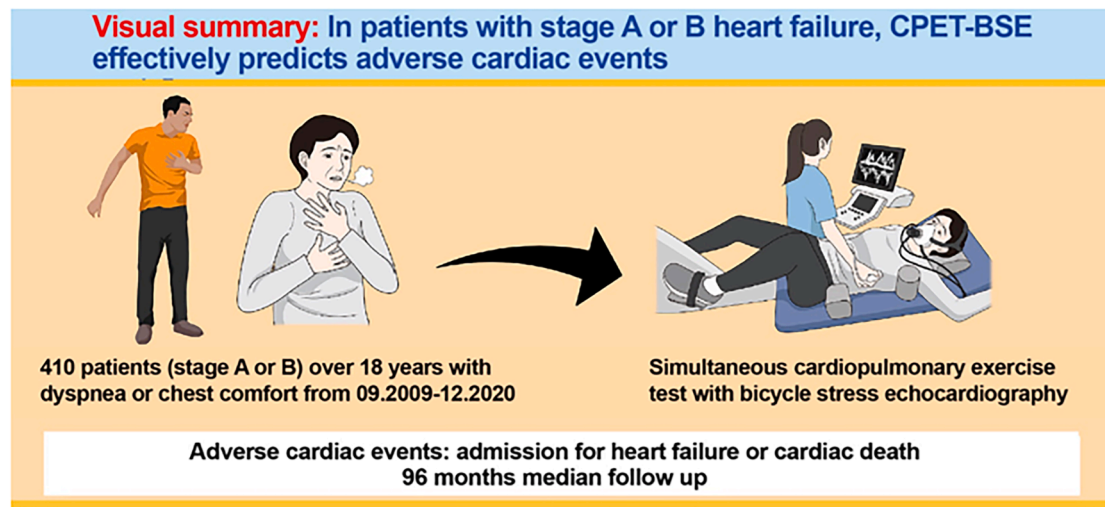 Visual summary: In patients with stage A or B heart failure, CPET-BSE
effectively predicts adverse cardiac events
410 patients (stage A or B) over 18 years with
dyspnea or chest comfort from 09.2009-12.2020
Simultaneous cardiopulmonary exercise
test with bicycle stress echocardiography
Adverse cardiac events: admission for heart failure or cardiac death
96 months median follow up